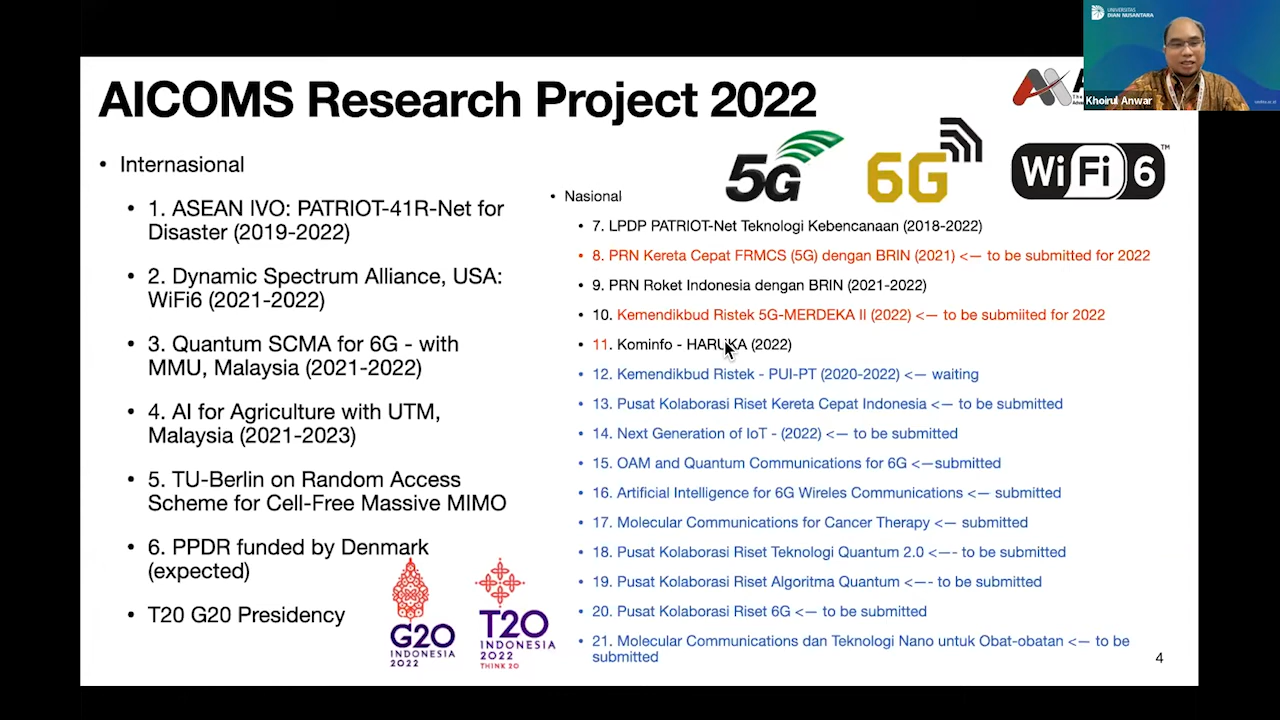 AICOMS Research Project 2022
UNIVERSITAS
DIAN NUSANTARA
Khoirul Anwar
5G
6G
Wi Fi 6
TM
• Internasional
• 1. ASEAN IVO: PATRIOT-41R-Net for
Disaster (2019-2022)
• 2. Dynamic Spectrum Alliance, USA:
WiFi6 (2021-2022)
• 3. Quantum SCMA for 6G - with
MMU, Malaysia (2021-2022)
• 4. AI for Agriculture with UTM,
Malaysia (2021-2023)
• 5. TU-Berlin on Random Access
Scheme for Cell-Free Massive MIMO
• 6. PPDR funded by Denmark
(expected)
• T20 G20 Presidency
G20
INDONESIA
2022
T20
INDONESIA
2022
THINK 20
• Nasional
• 7. LPDP PATRIOT-Net Teknologi Kebencanaan (2018-2022)
• 8. PRN Kereta Cepat FRMCS (5G) dengan BRIN (2021) <— to be submitted for 2022
• 9. PRN Roket Indonesia dengan BRIN (2021-2022)
• 10. Kemendikbud Ristek 5G-MERDEKA II (2022) <— to be submiited for 2022
• 11. Kominfo - HARUKA (2022)
• 12. Kemendikbud Ristek - PUI-PT (2020-2022) <— waiting
• 13. Pusat Kolaborasi Riset Kereta Cepat Indonesia <— to be submitted
• 14. Next Generation of IoT - (2022) <— to be submitted
• 15. OAM and Quantum Communications for 6G <—submitted
• 16. Artificial Intelligence for 6G Wireles Communications <— submitted
• 17. Molecular Communications for Cancer Therapy <— submitted
• 18. Pusat Kolaborasi Riset Teknologi Quantum 2.0 <—- to be submitted
• 19. Pusat Kolaborasi Riset Algoritma Quantum <—- to be submitted
• 20. Pusat Kolaborasi Riset 6G <— to be submitted
• 21. Molecular Communications dan Teknologi Nano untuk Obat-obatan <— to be
submitted
4